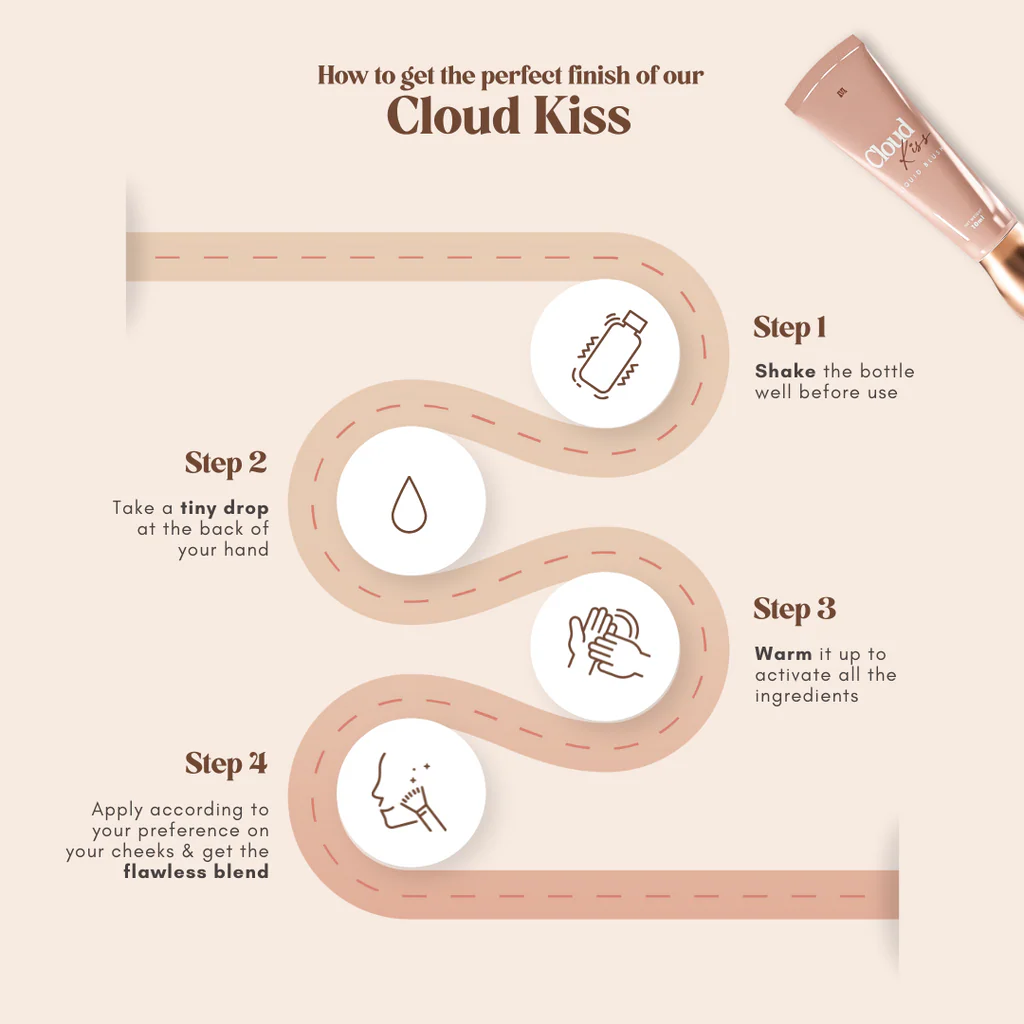 How to get the perfect finish of our
Cloud Kiss
Cloud
Kiss
LIQUID BLUSH
NET WEIGHT
10ml
Step 1
Shake the bottle
well before use
Step 2
Take a tiny drop
at the back of
your hand
Step 3
Warm it up to
activate all the
ingredients
Step 4
Apply according to
your preference on
your cheeks & get the
flawless blend